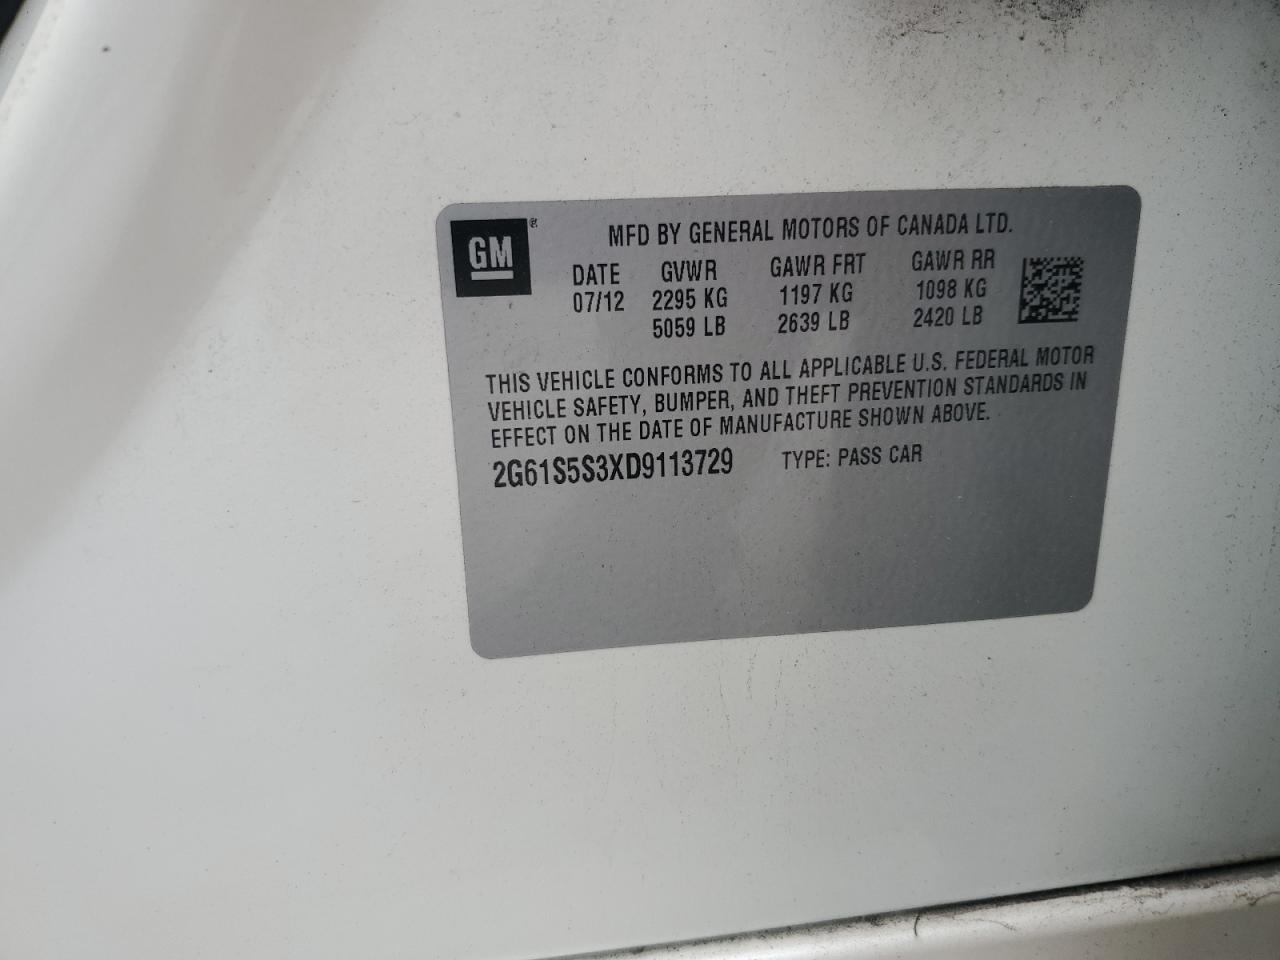 GM ®
MFD BY GENERAL MOTORS OF CANADA LTD.
DATE GVWR GAWR FRT GAWR RR
07/12 2295 KG 1197 KG 1098 KG
5059 LB 2639 LB 2420 LB
THIS VEHICLE CONFORMS TO ALL APPLICABLE U.S. FEDERAL MOTOR
VEHICLE SAFETY, BUMPER, AND THEFT PREVENTION STANDARDS IN
EFFECT ON THE DATE OF MANUFACTURE SHOWN ABOVE.
2G61S5S3XD9113729 TYPE: PASS CAR